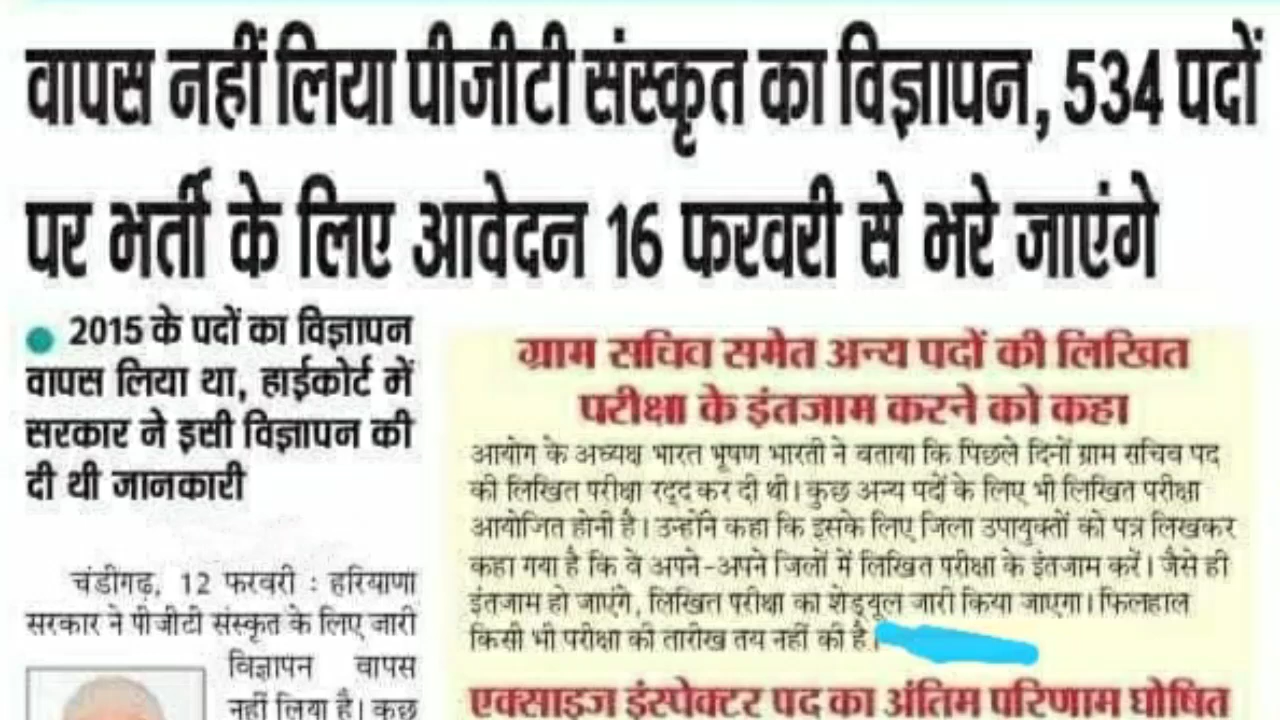 वापस नहीं लिया पीजीटी संस्कृत का विज्ञापन, 534 पदों
पर भर्ती के लिए आवेदन 16 फरवरी से भरे जाएंगे
2015 के पदों का विज्ञापन
वापस लिया था, हाईकोर्ट में
सरकार ने इसी विज्ञापन की
दी थी जानकारी
चंडीगढ़, 12 फरवरी : हरियाणा
सरकार ने पीजीटी संस्कृत के लिए जारी
विज्ञापन वापस
नहीं लिया है। कुछ
ग्राम सचिव समेत अन्य पदों की लिखित
परीक्षा के इंतजाम करने को कहा
आयोग के अध्यक्ष भारत भूषण भारती ने बताया कि पिछले दिनों ग्राम सचिव पद
की लिखित परीक्षा रद्द कर दी थी। कुछ अन्य पदों के लिए भी लिखित परीक्षा
आयोजित होनी है। उन्होंने कहा कि इसके लिए जिला उपायुक्तों को पत्र लिखकर
कहा गया है कि वे अपने-अपने जिलों में लिखित परीक्षा के इंतजाम करें। जैसे ही
इंतजाम हो जाएंगे, लिखित परीक्षा का शेड्यूल जारी किया जाएगा। फिलहाल
किसी भी परीक्षा की तारीख तय नहीं की है।
एक्साइज इंस्पेक्टर पद का अंतिम परिणाम घोषित